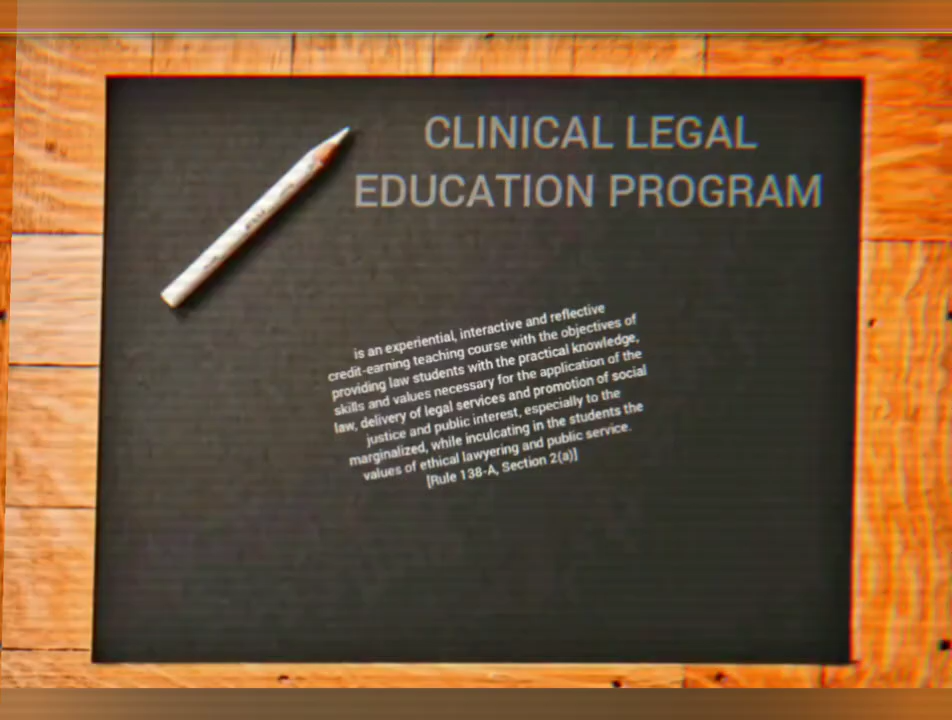 CLINICAL LEGAL
EDUCATION PROGRAM
is an experiential, interactive and reflective
credit-earning teaching course with the objectives of
providing law students with the practical knowledge,
skills and values necessary for the application of the
law, delivery of legal services and promotion of social
justice and public interest, especially to the
marginalized, while inculcating in the students the
values of ethical lawyering and public service.
[Rule 138-A, Section 2(a)]